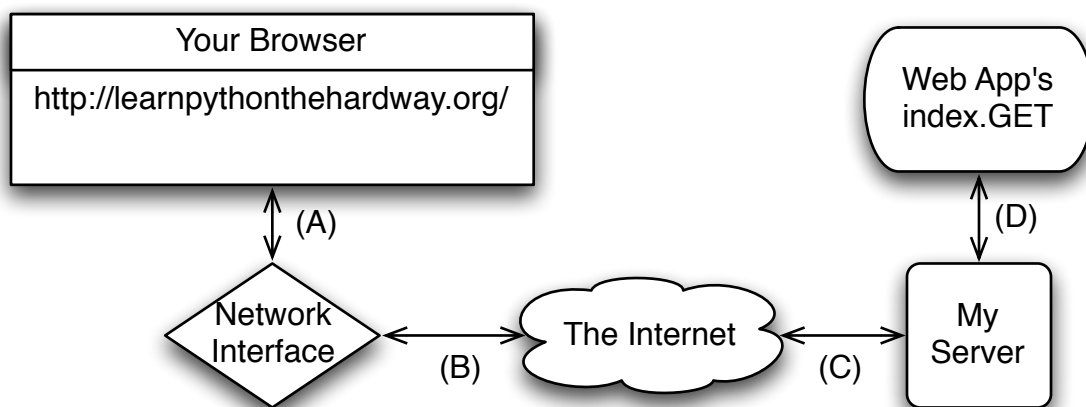 Your Browser
http://learnpythonthehardway.org/
Web App's
index.GET
(A)
(D)
Network
Interface
(B)
The Internet
(C)
My
Server